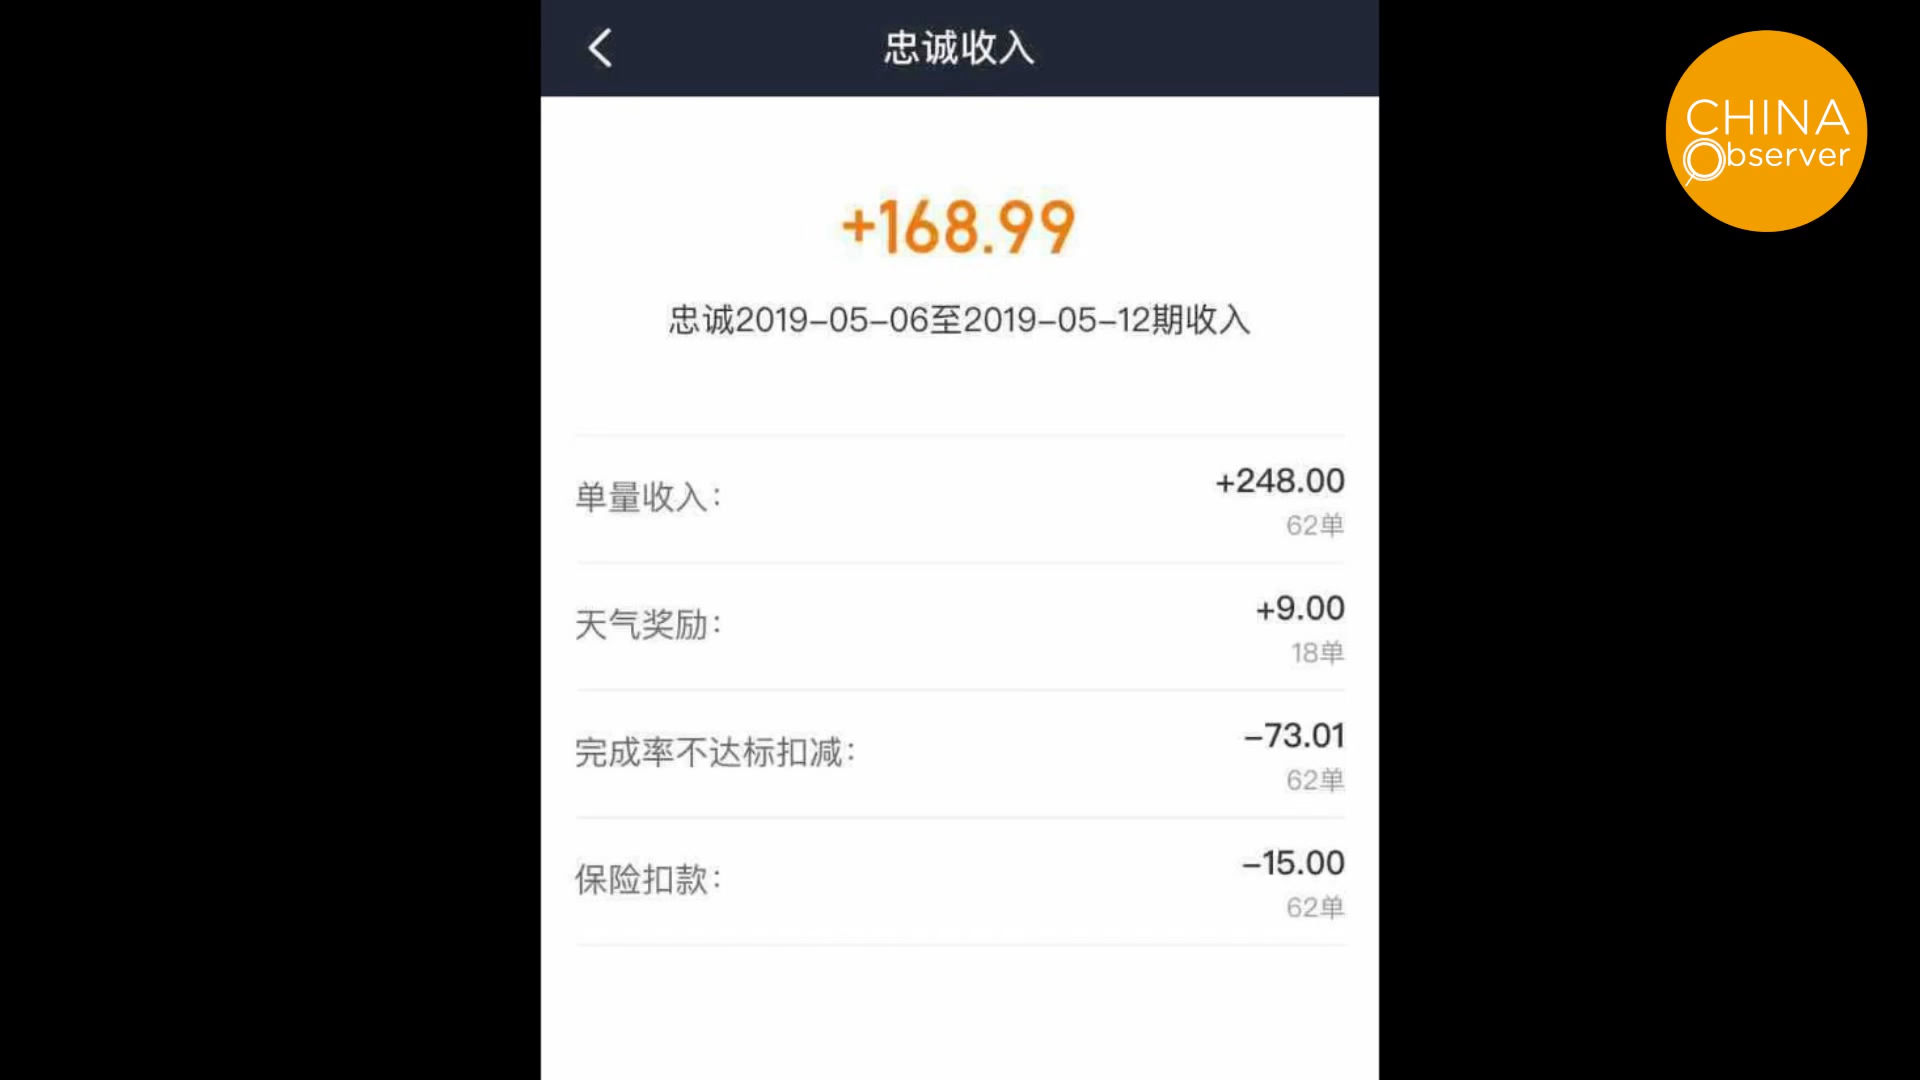 忠诚收入
CHINA
Observer
+168.99
忠诚2019-05-06至2019-05-12期收入
单量收入:
+248.00
62单
天气奖励:
+9.00
18单
完成率不达标扣减:
-73.01
62单
保险扣款:
-15.00
62单